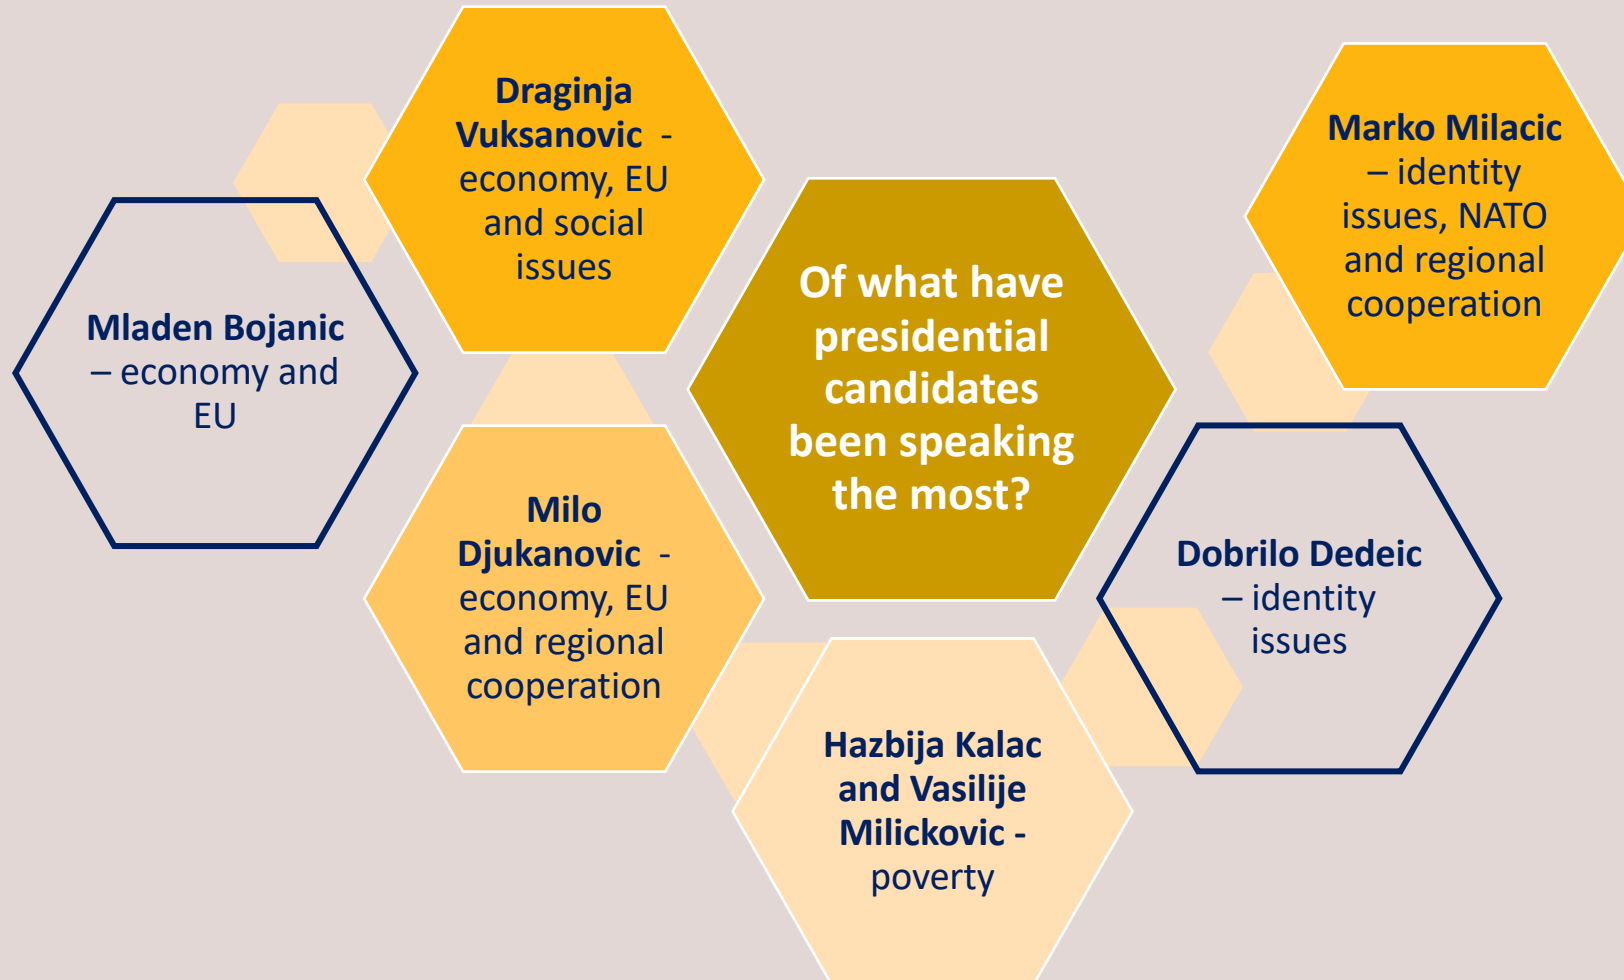 Draginja
Vuksanovic -
economy, EU
and social
issues
Marko Milacic
– identity
issues, NATO
and regional
cooperation
Mladen Bojanic
– economy and
EU
Of what have
presidential
candidates
been speaking
the most?
Milo
Djukanovic -
economy, EU
and regional
cooperation
Dobrilo Dedeic
– identity
issues
Hazbija Kalac
and Vasilije
Milickovic -
poverty